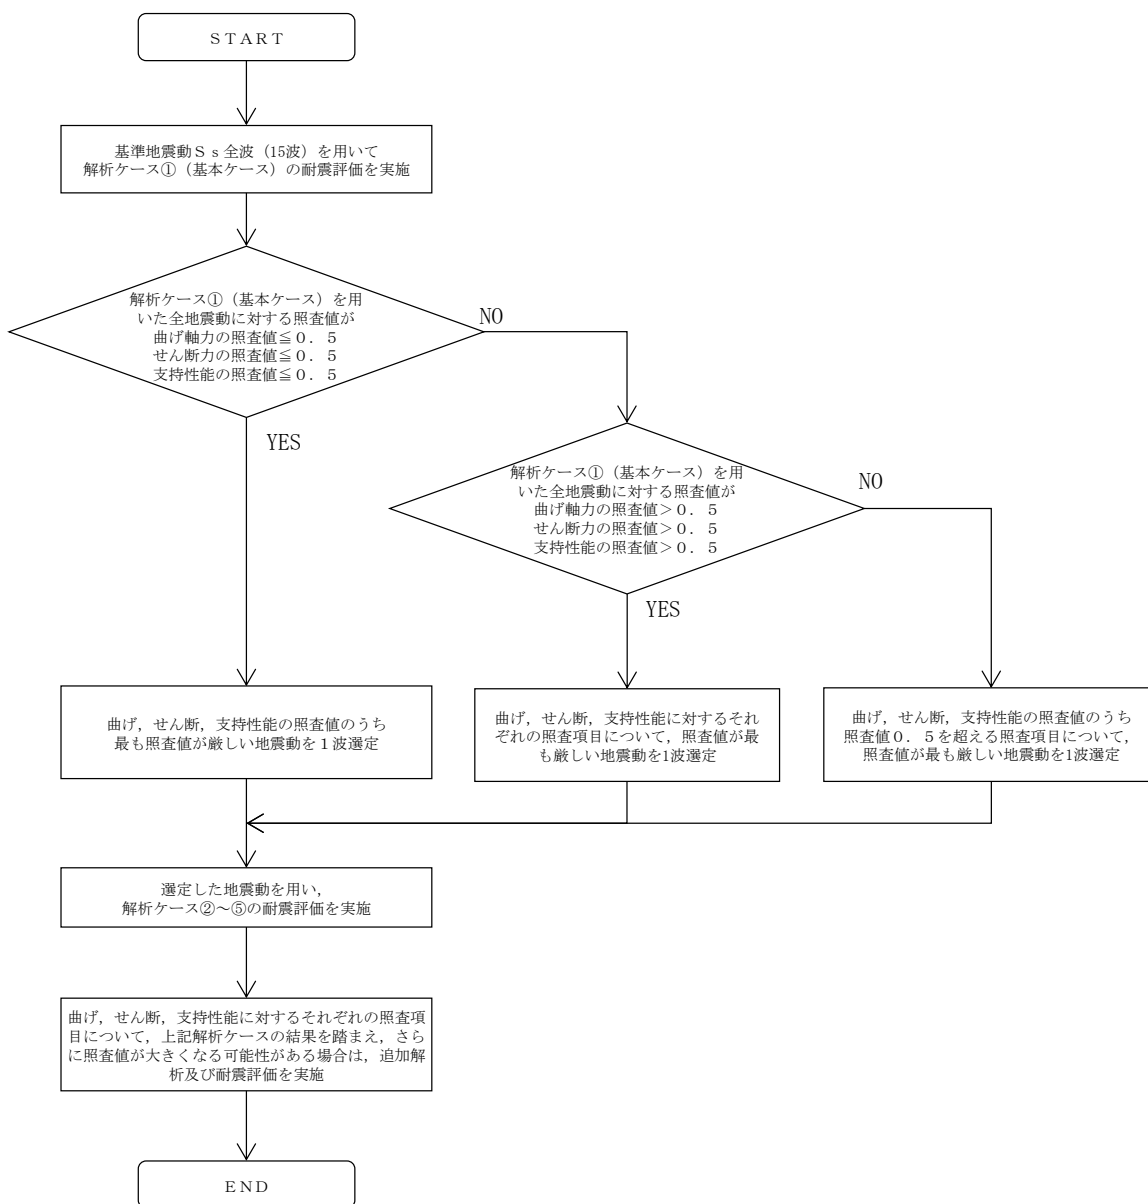 ＳＴＡＲＴ
基準地震動Ｓｓ全波（15波）を用いて
解析ケース①（基本ケース）の耐震評価を実施
解析ケース①（基本ケース）を用
いた全地震動に対する照査値が
曲げ軸力の照査値≦０．５
せん断力の照査値≦０．５
支持性能の照査値≦０．５
NO
YES
解析ケース①（基本ケース）を用
いた全地震動に対する照査値が
曲げ軸力の照査値＞０．５
せん断力の照査値＞０．５
支持性能の照査値＞０．５
NO
YES
曲げ，せん断，支持性能の照査値のうち
最も照査値が厳しい地震動を１波選定
曲げ，せん断，支持性能に対するそれ
ぞれの照査項目について，照査値が最
も厳しい地震動を1波選定
曲げ，せん断，支持性能の照査値のうち
照査値０．５を超える照査項目について，
照査値が最も厳しい地震動を1波選定
選定した地震動を用い，
解析ケース②～⑤の耐震評価を実施
曲げ，せん断，支持性能に対するそれぞれの照査項
目について，上記解析ケースの結果を踏まえ，さら
に照査値が大きくなる可能性がある場合は，追加解
析及び耐震評価を実施
ＥＮＤ